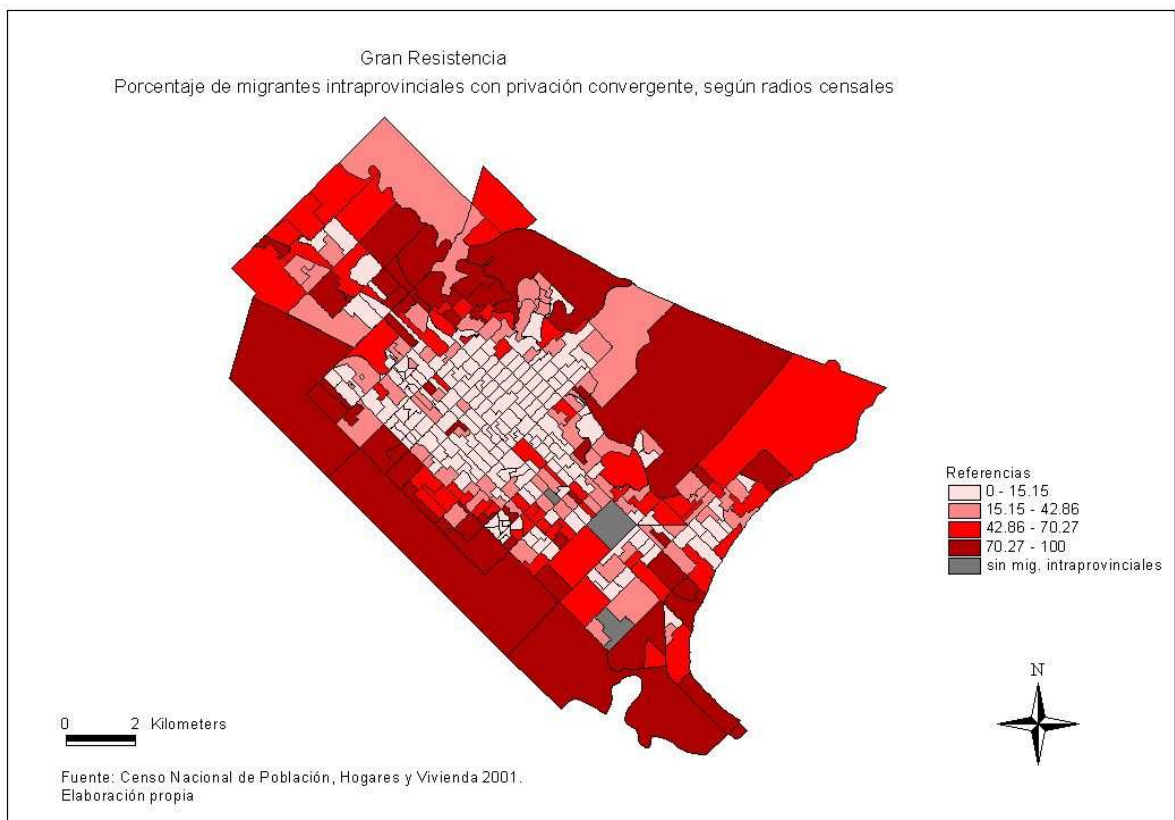 Gran Resistencia
Porcentaje de migrantes intraprovinciales con privación convergente, según radios censales
Referencias
0 - 15.15
15.15 - 42.86
42.86 - 70.27
70.27 - 100
sin mig. intraprovinciales
N
0 2 Kilometers
Fuente: Censo Nacional de Población, Hogares y Vivienda 2001.
Elaboración propia